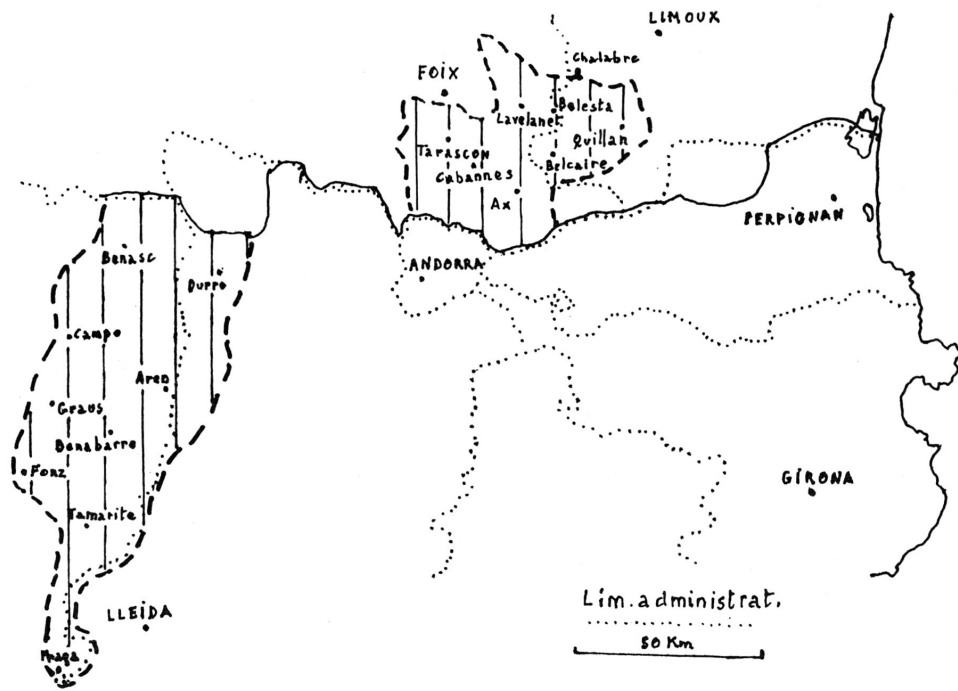 LIMOUX
Chalabre
FOIX
Belesta
Lavelanet
Quillan
Tarascon
Cabannes
Belcaire
Ax
PERPIGNAN
Benasc
ANDORRA
Durro
Campo
Aren
Graus
Benabarre
Fonz
GIRONA
Tamarite
Lim. administrat.
LLEIDA
50 Km
Fraga